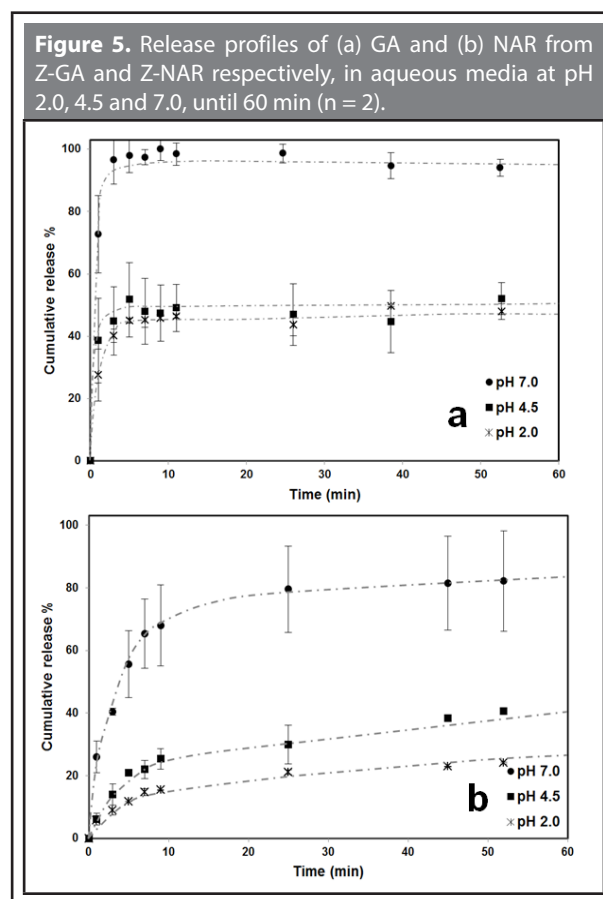 Figure 5. Release profiles of (a) GA and (b) NAR from
Z-GA and Z-NAR respectively, in aqueous media at pH
2.0, 4.5 and 7.0, until 60 min (n = 2).
Cumulative release %
100
80
60
40
20
0
0 10 20 30 40 50 60
Time (min)
pH 7.0
pH 4.5
pH 2.0
a
Cumulative release %
100
80
60
40
20
0
0 10 20 30 40 50 60
Time (min)
pH 7.0
pH 4.5
pH 2.0
b